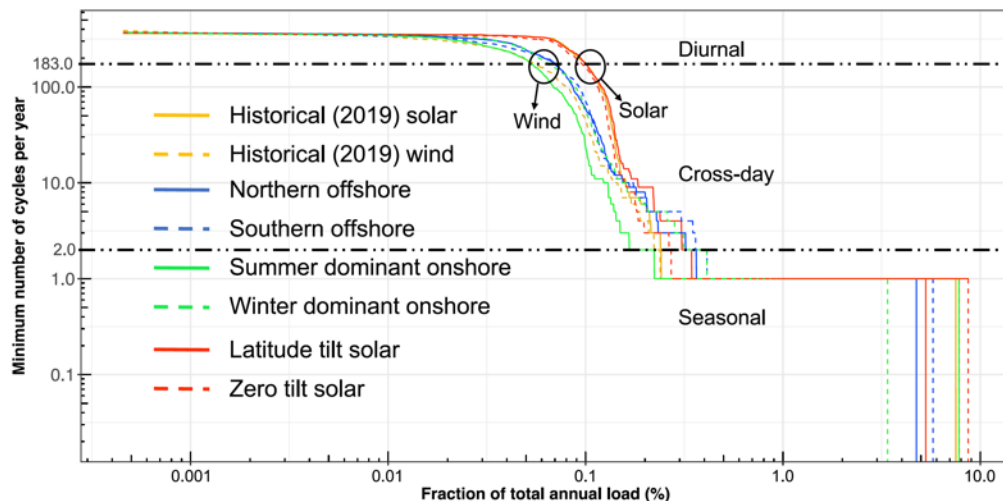 Minimum number of cycles per year
183.0
100.0
10.0
2.0
1.0
0.1
Diurnal
Wind
Solar
Cross-day
Seasonal
Historical (2019) solar
Historical (2019) wind
Northern offshore
Southern offshore
Summer dominant onshore
Winter dominant onshore
Latitude tilt solar
Zero tilt solar
0.001
0.01
0.1
1.0
10.0
Fraction of total annual load (%)